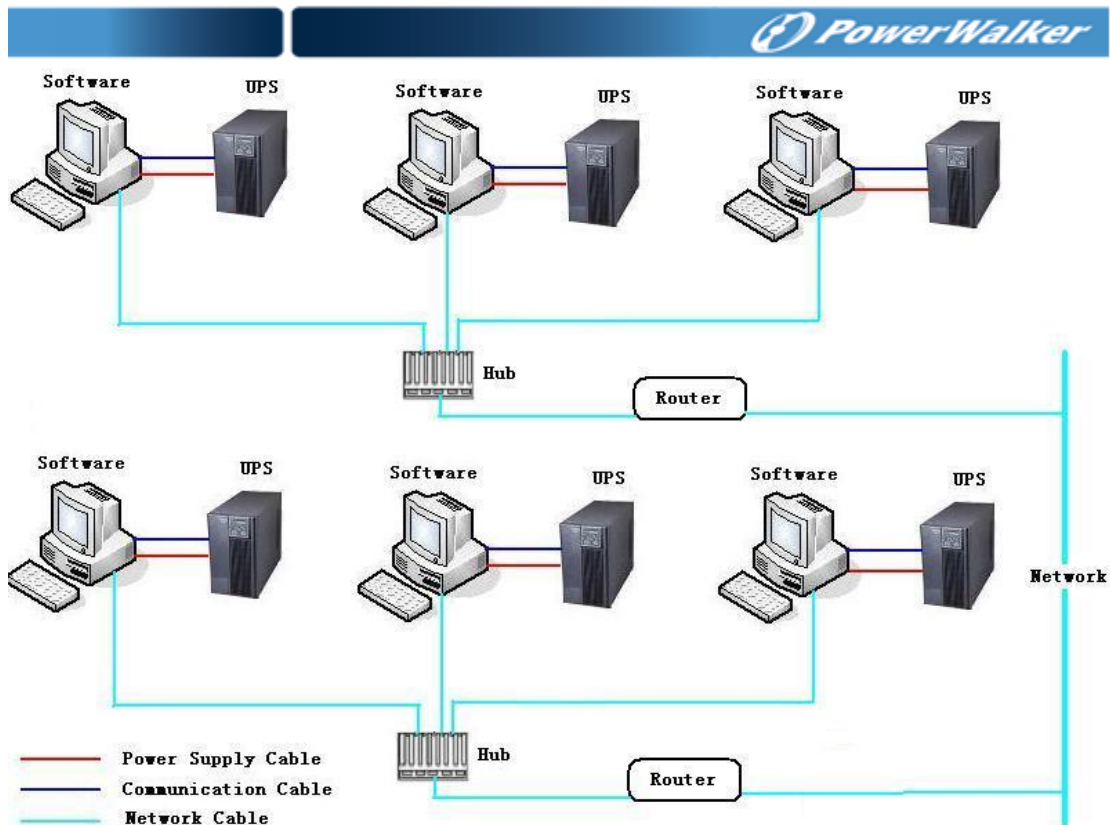 PowerWalker
Software
UPS
Software
UPS
Software
UPS
Hub
Router
Software
UPS
Software
UPS
Software
UPS
Network
Hub
Router
Power Supply Cable
Communication Cable
Network Cable